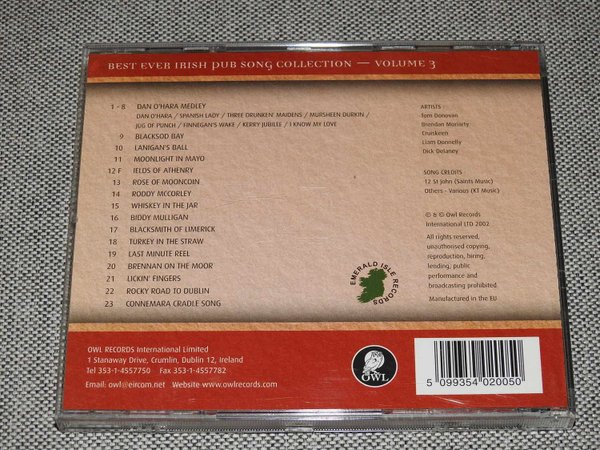 BEST EVER IRISH PUB SONG COLLECTION — VOLUME 3
1 - 8 DAN O'HARA MEDLEY
DAN O'HARA / SPANISH LADY / THREE DRUNKEN' MAIDENS / MURSHEEN DURKIN /
JUG OF PUNCH / FINNEGAN'S WAKE / KERRY JUBILEE / I KNOW MY LOVE
9 BLACKSOD BAY
10 LANIGAN'S BALL
11 MOONLIGHT IN MAYO
12 F IELDS OF ATHENRY
13 ROSE OF MOONCOIN
14 RODDY MCCORLEY
15 WHISKEY IN THE JAR
16 BIDDY MULLIGAN
17 BLACKSMITH OF LIMERICK
18 TURKEY IN THE STRAW
19 LAST MINUTE REEL
20 BRENNAN ON THE MOOR
21 LICKIN' FINGERS
22 ROCKY ROAD TO DUBLIN
23 CONNEMARA CRADLE SONG
ARTISTS
Tom Donovan
Brendan Moriarty
Cruiskeen
Liam Donnelly
Dick Delaney
SONG CREDITS
12 St John (Saints Music)
Others - Various (KT Music)
℗ & © Owl Records
International LTD 2002
All rights reserved,
unauthorised copying,
reproduction, hiring,
lending, public
performance and
broadcasting prohibited
Manufactured in the EU
EMERALD ISLE RECORDS
OWL RECORDS International Limited
1 Stanaway Drive, Crumlin, Dublin 12, Ireland
Tel 353-1-4557750 Fax 353-1-4557782
Email: owl@eircom.net Website www.owlrecords.com
OWL
5 099354 020050